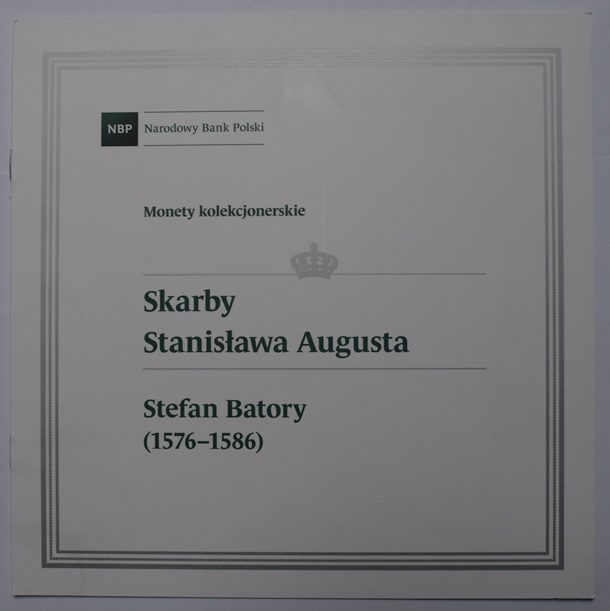 NBP Narodowy Bank Polski
Monety kolekcjonerskie
Skarby
Stanisława Augusta
Stefan Batory
(1576–1586)